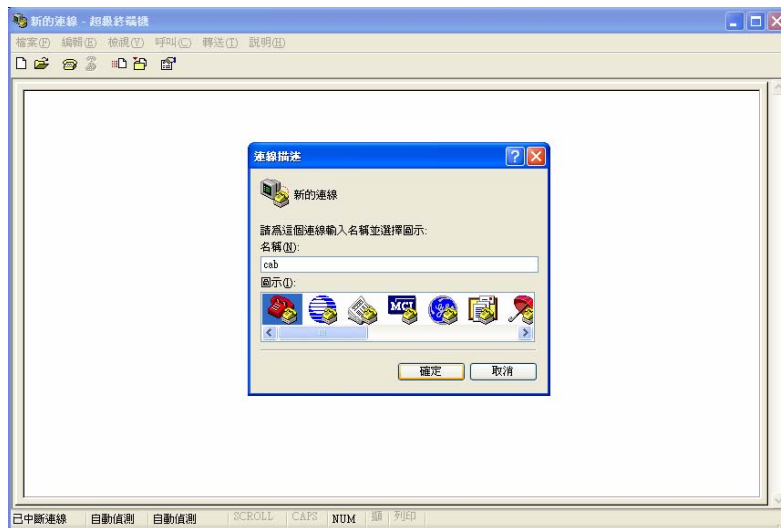 新的連線 - 超級終端機
檔案(F) 編輯(E) 檢視(V) 呼叫(C) 轉送(T) 說明(H)
連線描述
新的連線
請為這個連線輸入名稱並選擇圖示:
名稱(N):
cab
圖示(I):
MCI
確定 取消
已中斷連線 自動偵測 自動偵測 SCROLL CAPS NUM 擷 列印